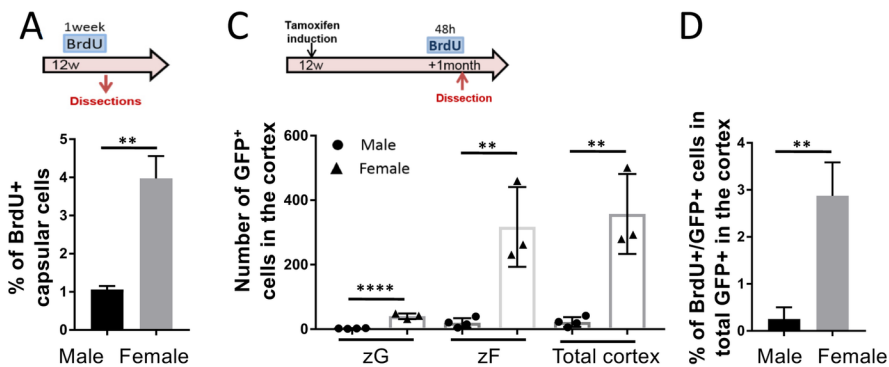 A
1week
BrdU
12w
Dissections
% of BrdU+
capsular cells
5
4
3
2
1
0
**
Male Female
C
Tamoxifen
induction
48h
BrdU
12w
+1month
Dissection
Number of GFP⁺
cells in the cortex
600
400
200
0
Male
Female
****
**
**
zG
zF
Total cortex
D
% of BrdU+/GFP+ cells in
total GFP+ in the cortex
4
3
2
1
0
**
Male Female